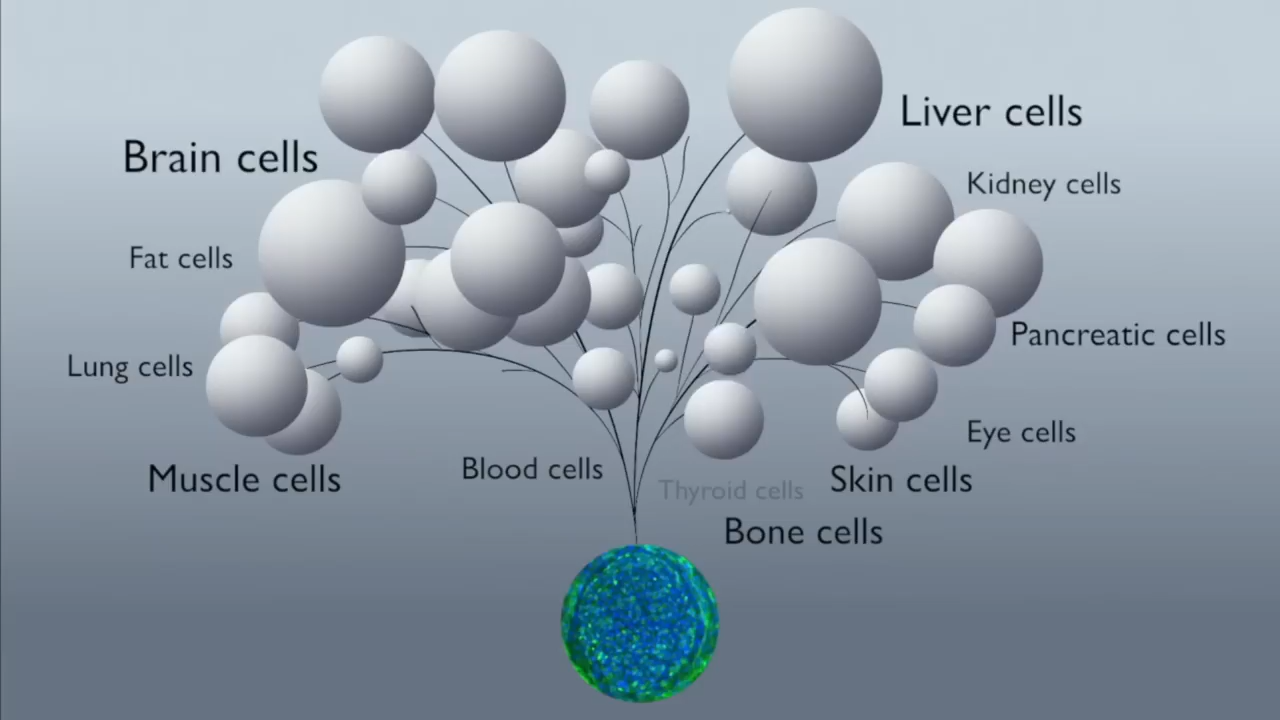 Liver cells
Brain cells
Kidney cells
Fat cells
Pancreatic cells
Lung cells
Eye cells
Muscle cells
Blood cells
Skin cells
Thyroid cells
Bone cells